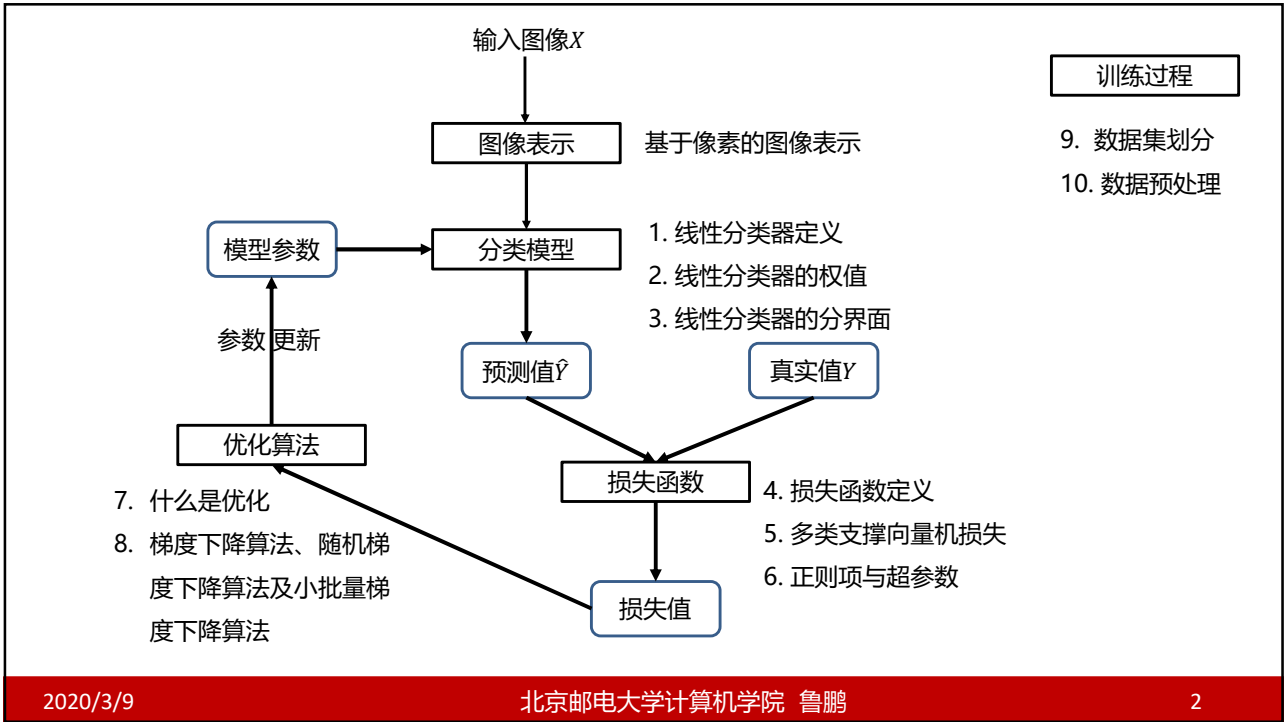 输入图像X
训练过程
图像表示
基于像素的图像表示
9. 数据集划分
10. 数据预处理
模型参数
分类模型
1. 线性分类器定义
2. 线性分类器的权值
3. 线性分类器的分界面
参数 更新
预测值Ŷ
真实值Y
优化算法
损失函数
7. 什么是优化
8. 梯度下降算法、随机梯
度下降算法及小批量梯
度下降算法
4. 损失函数定义
5. 多类支撑向量机损失
6. 正则项与超参数
损失值
2020/3/9
北京邮电大学计算机学院 鲁鹏
2